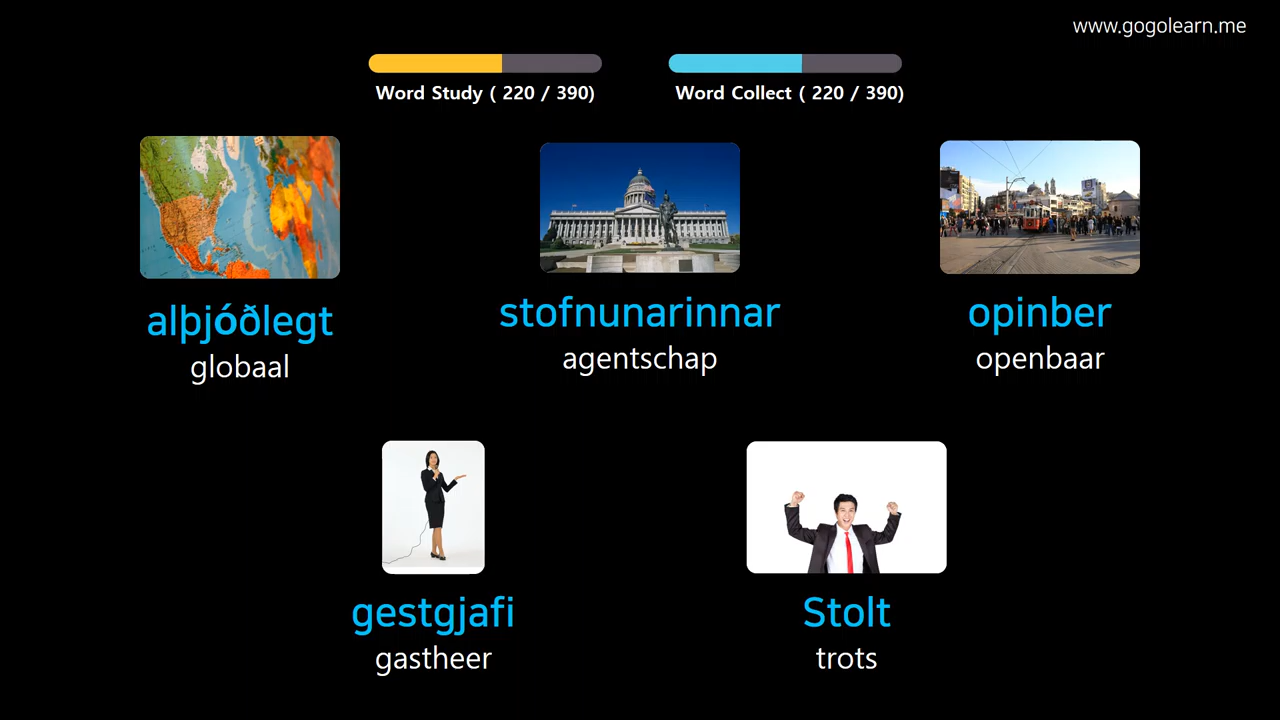 www.gogolearn.me
Word Study ( 220 / 390)
Word Collect ( 220 / 390)
alþjóðlegt
globaal
stofnunarinnar
agentschap
opinber
openbaar
gestgjafi
gastheer
Stolt
trots